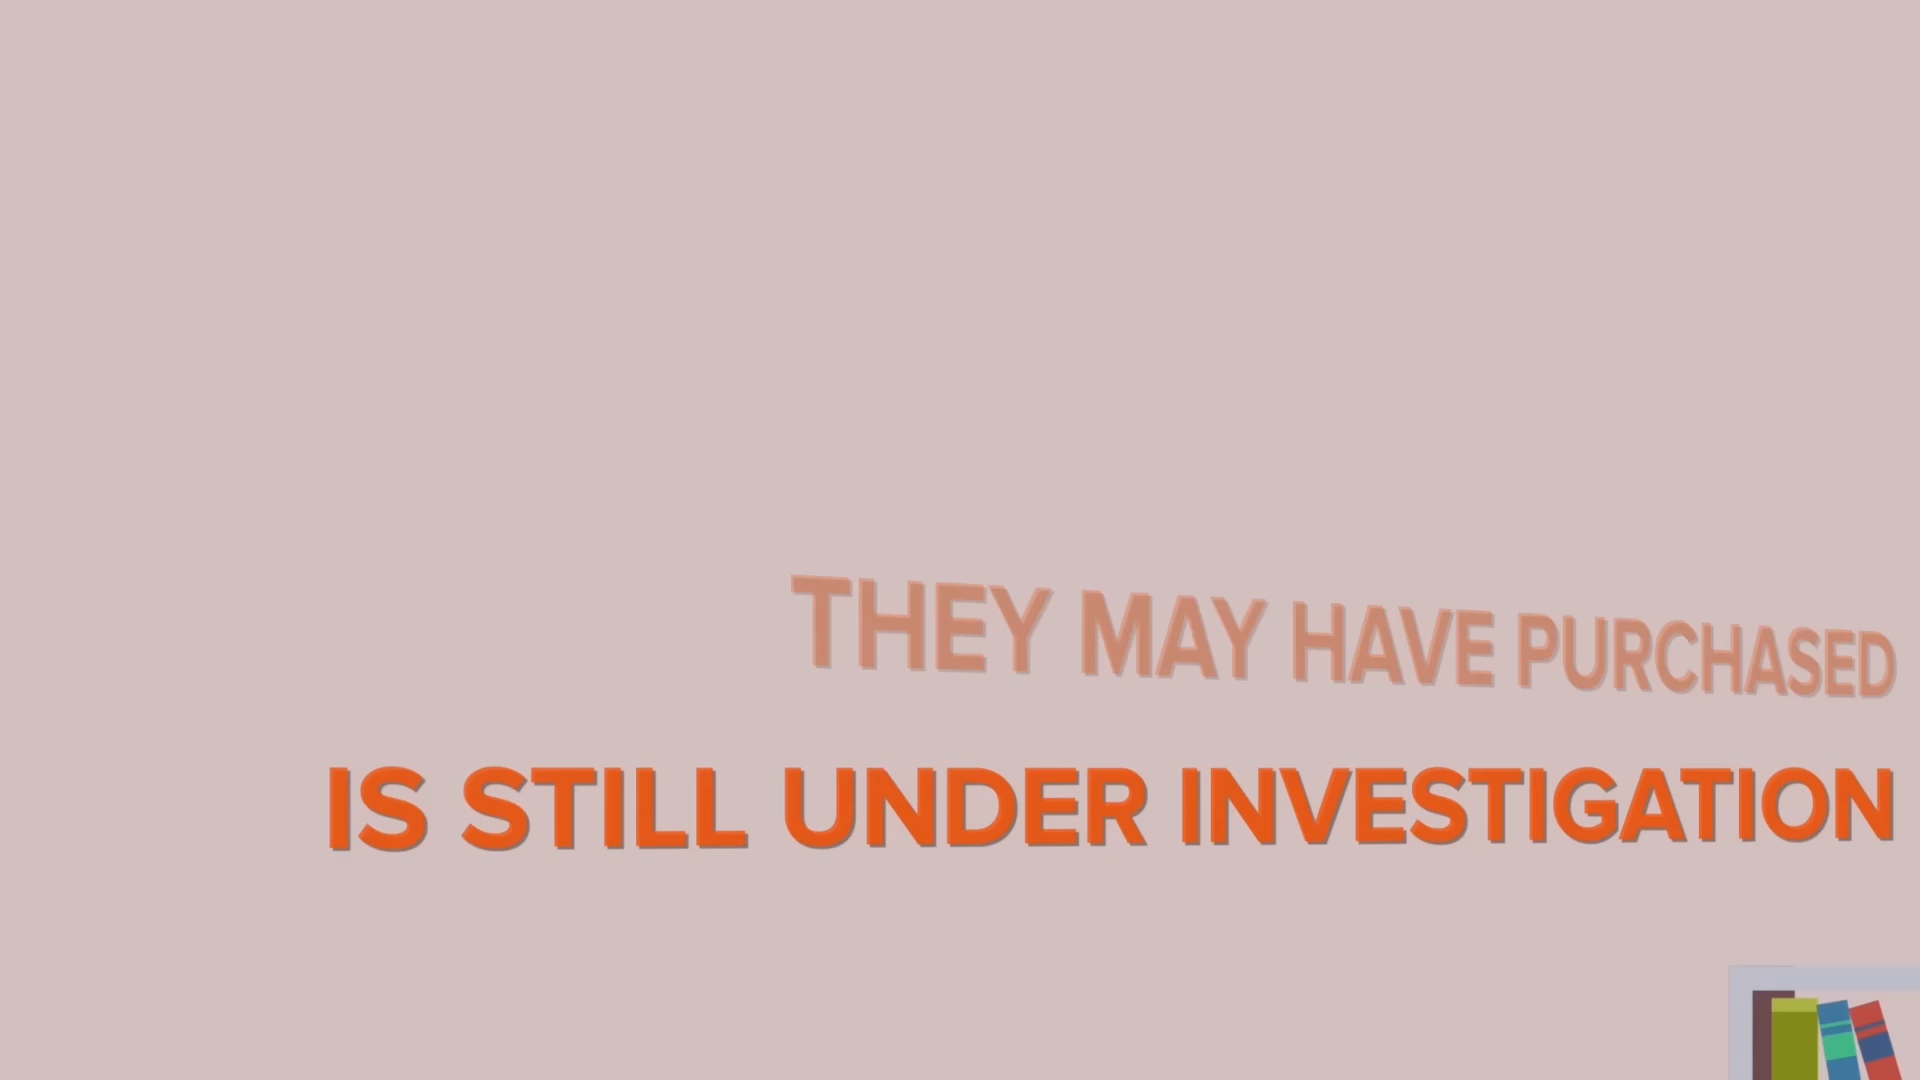 THEY MAY HAVE PURCHASED
IS STILL UNDER INVESTIGATION